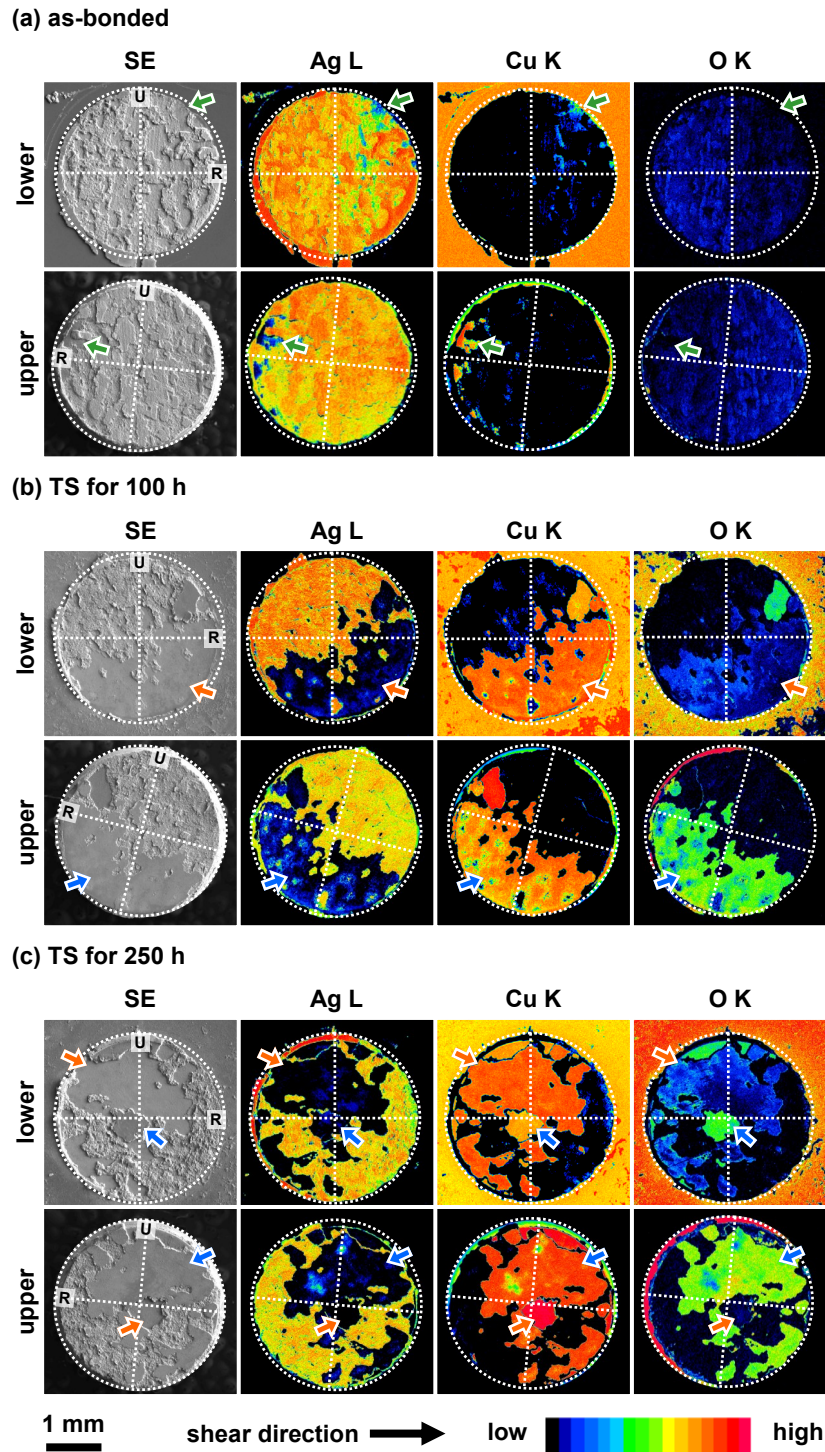 (a) as-bonded
SE Ag L Cu K O K
lower
U
R
upper
U
R
(b) TS for 100 h
SE Ag L Cu K O K
lower
U
R
upper
U
R
(c) TS for 250 h
SE Ag L Cu K O K
lower
U
R
upper
U
R
1 mm shear direction low high